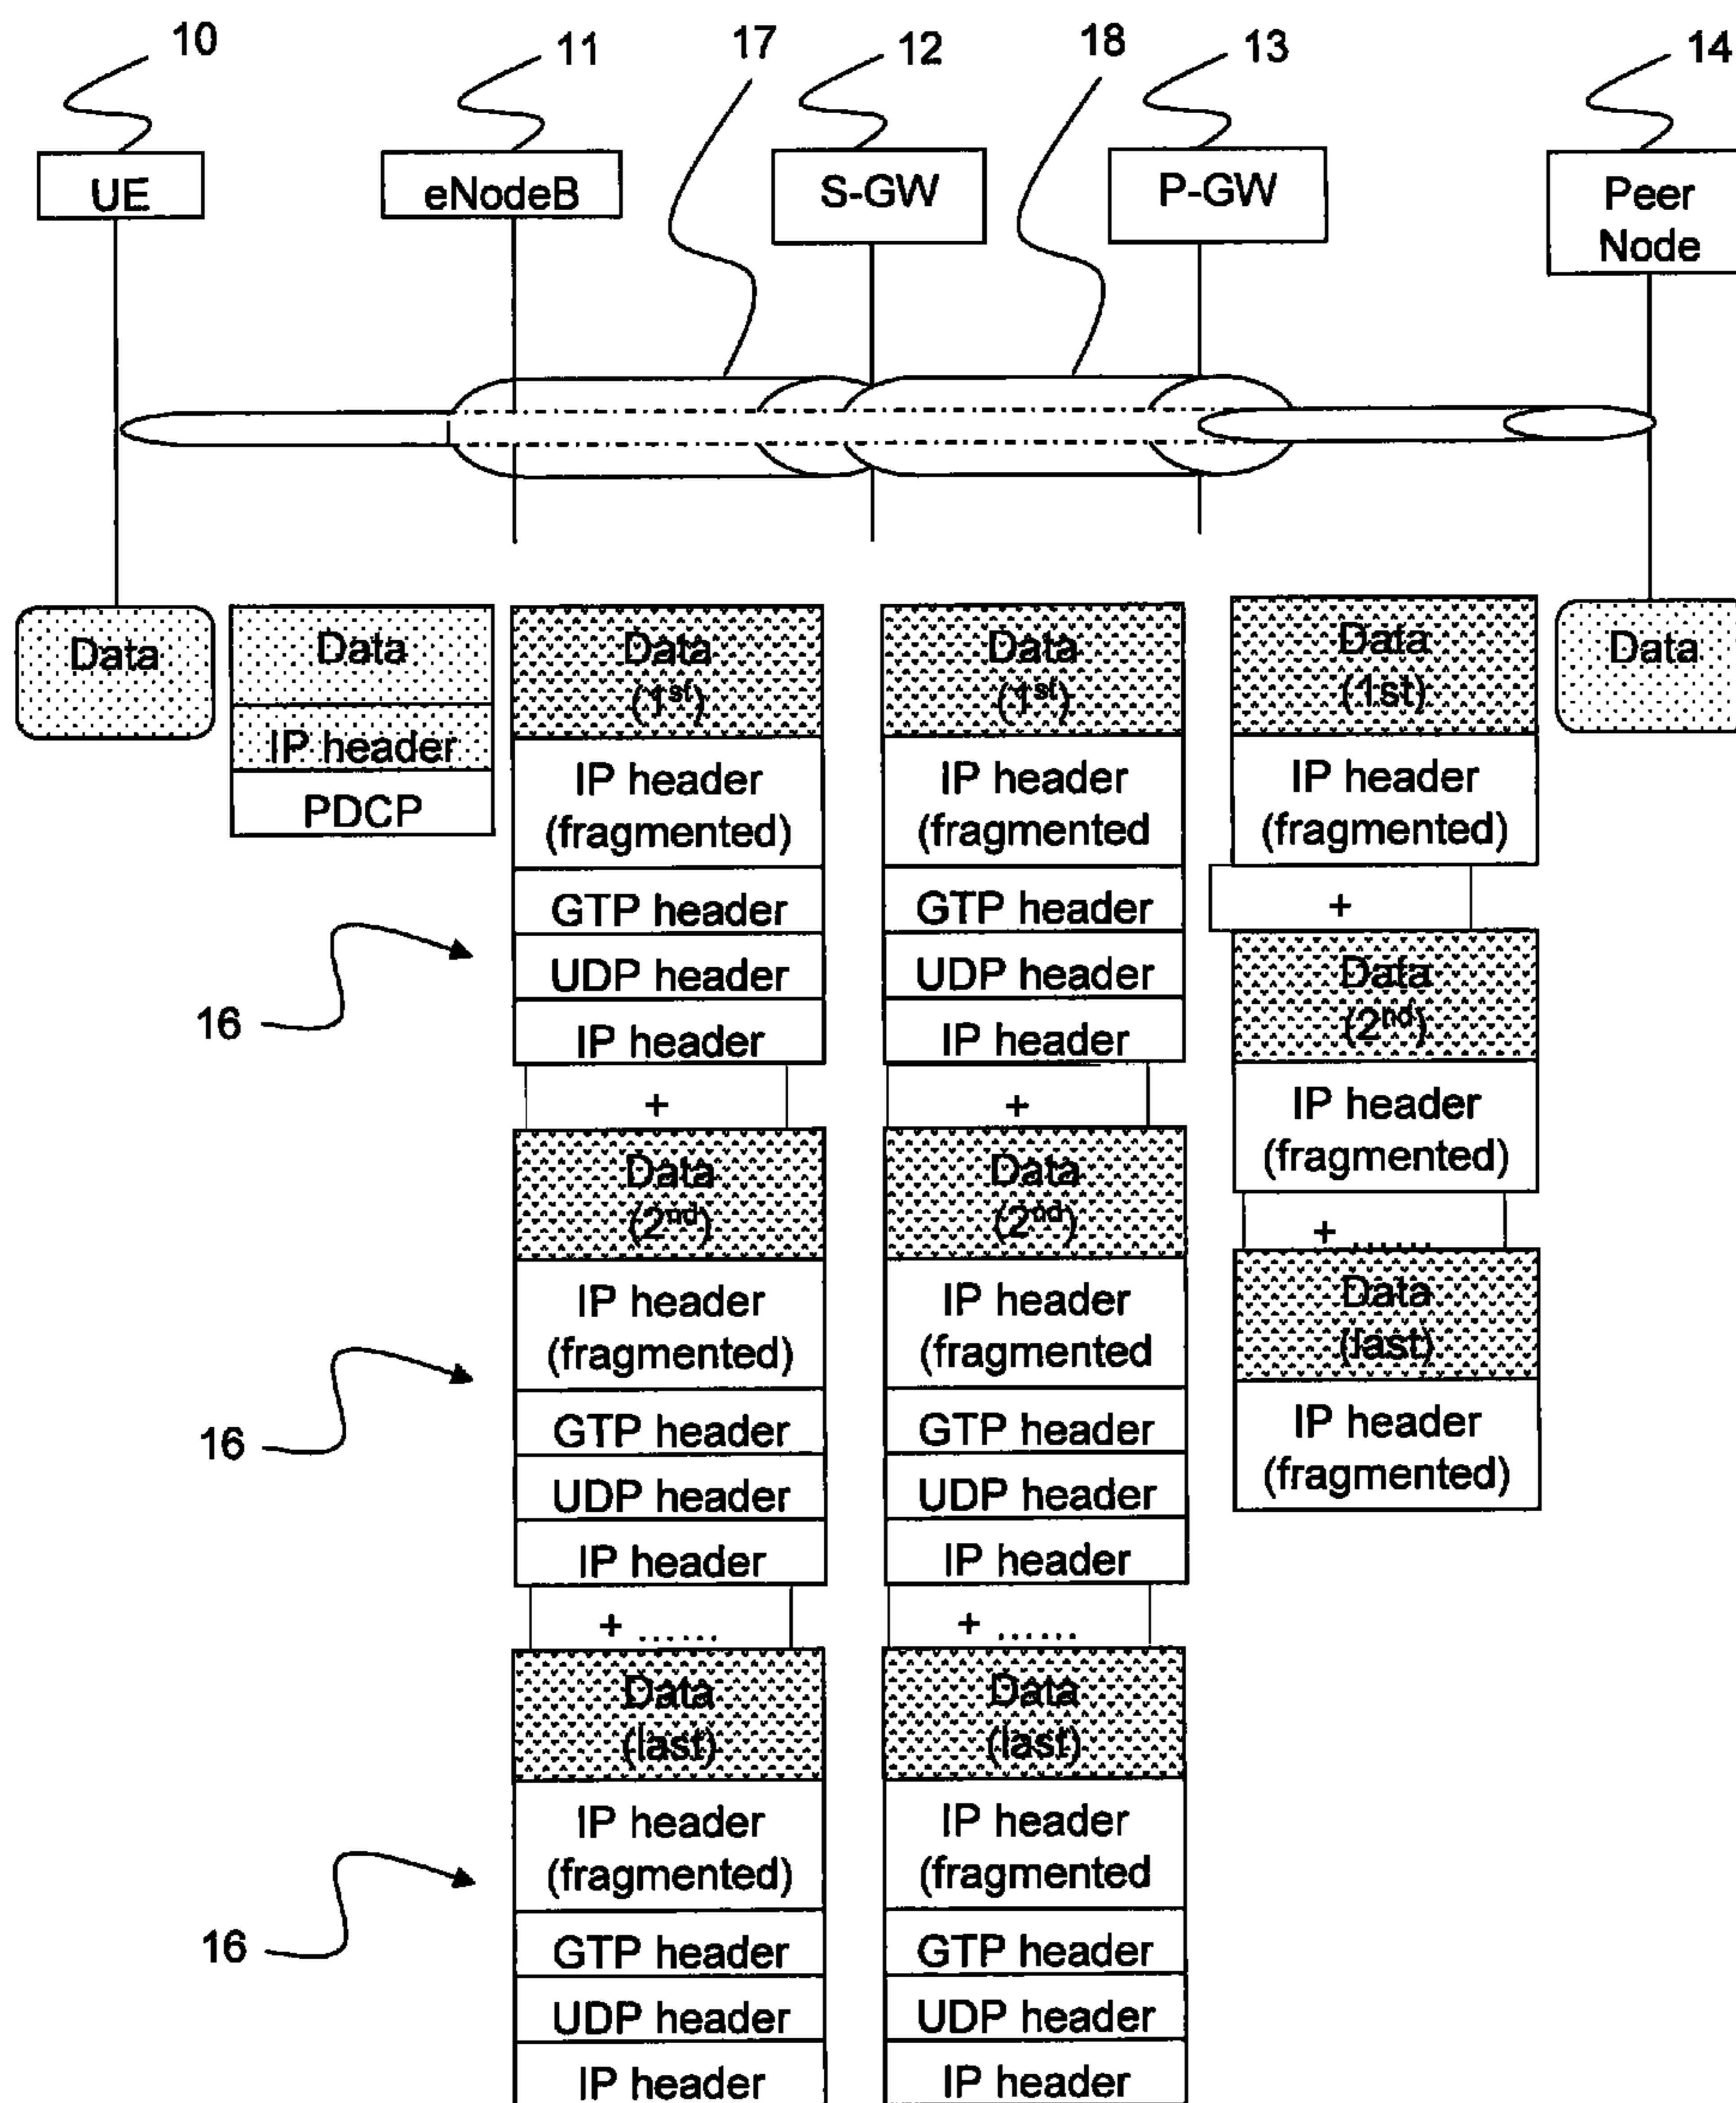 10
11
17
12
18
13
14
UE
eNodeB
S-GW
P-GW
Peer
Node
Data
Data
IP header
PDCP
Data
(1st)
IP header
(fragmented)
GTP header
UDP header
IP header
+
Data
(2nd)
IP header
(fragmented)
GTP header
UDP header
IP header
+ ......
Data
(last)
IP header
(fragmented)
GTP header
UDP header
IP header
Data
(1st)
IP header
(fragmented
GTP header
UDP header
IP header
+
Data
(2nd)
IP header
(fragmented
GTP header
UDP header
IP header
+ ......
Data
(last)
IP header
(fragmented
GTP header
UDP header
IP header
Data
(1st)
IP header
(fragmented)
+
Data
(2nd)
IP header
(fragmented)
+ ......
Data
(last)
IP header
(fragmented)
Data
16
16
16